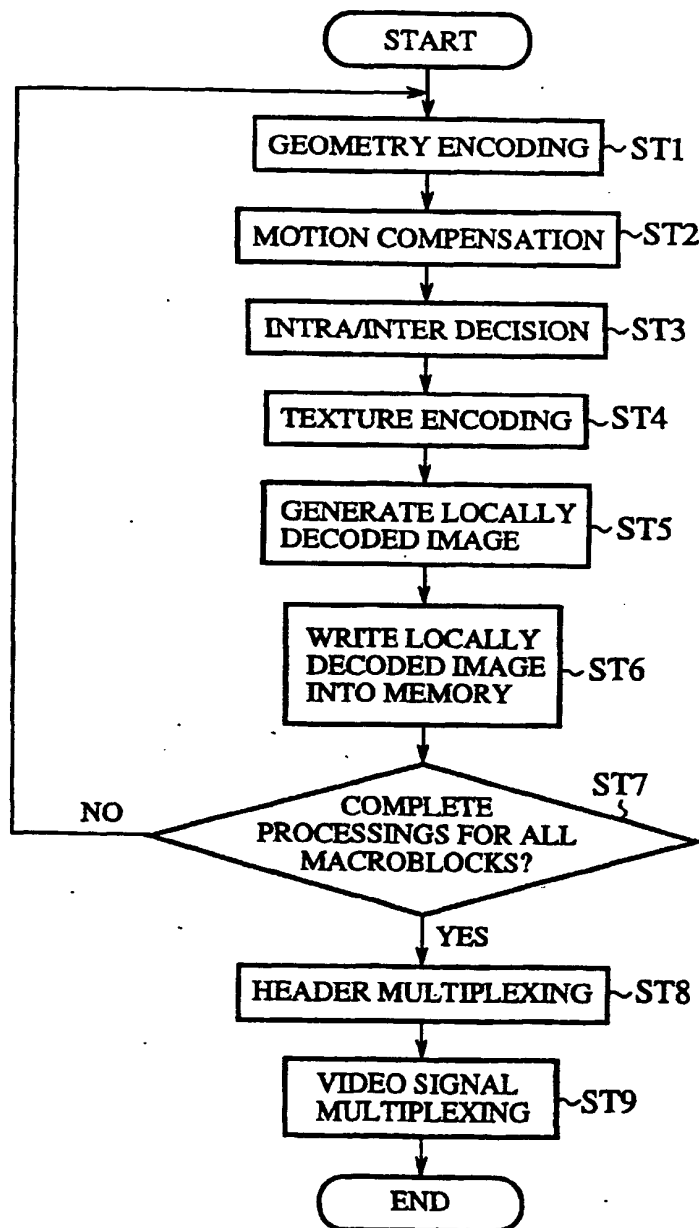 START
GEOMETRY ENCODING
ST1
MOTION COMPENSATION
ST2
INTRA/INTER DECISION
ST3
TEXTURE ENCODING
ST4
GENERATE LOCALLY
DECODED IMAGE
ST5
WRITE LOCALLY
DECODED IMAGE
INTO MEMORY
ST6
ST7
COMPLETE
PROCESSINGS FOR ALL
MACROBLOCKS?
NO
YES
HEADER MULTIPLEXING
ST8
VIDEO SIGNAL
MULTIPLEXING
ST9
END